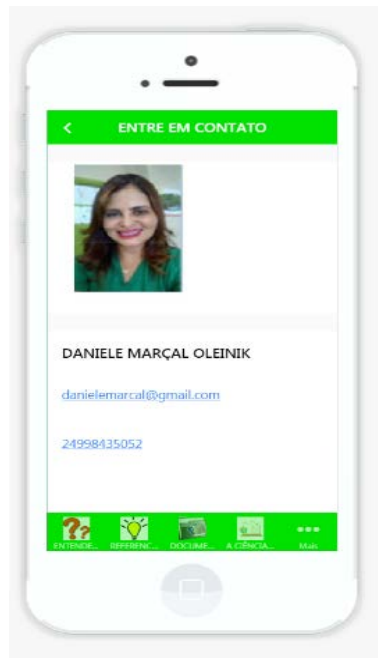 ENTRE EM CONTATO
DANIELE MARÇAL OLEINIK
danielemarcal@gmail.com
24998435052
ENTENDE... REFERENC... DOCUME... A CIÊNCIA... Mais